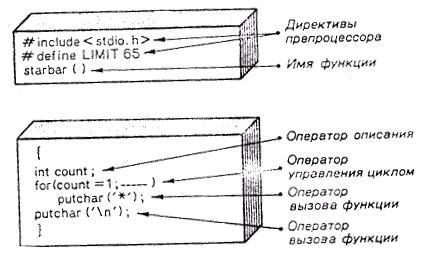 # include < stdio. h>
# define LIMIT 65
starbar ( )
Директивы
препроцессора
Имя функции
{
int count ;
for(count =1;----- )
putchar ('*');
putchar ('\n');
}
Оператор описания
Оператор
управления циклом
Оператор
вызова функции
Оператор
вызова функции